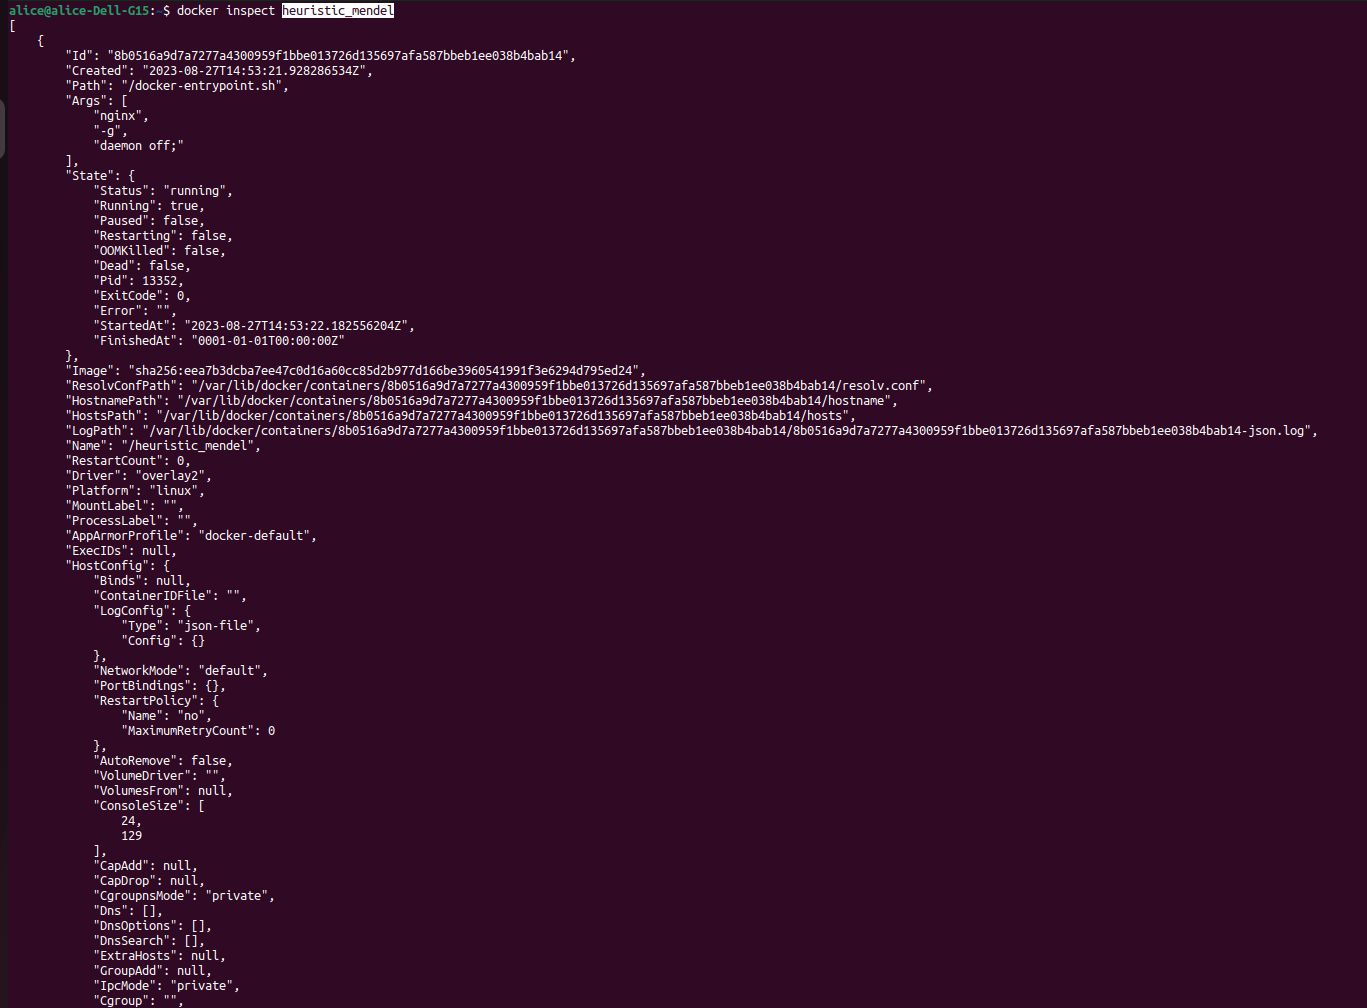 alice@alice-Dell-G15:~$ docker inspect heuristic_mendel
[
    {
        "Id": "8b0516a9d7a7277a4300959f1bbe013726d135697afa587bbeb1ee038b4bab14",
        "Created": "2023-08-27T14:53:21.928286534Z",
        "Path": "/docker-entrypoint.sh",
        "Args": [
            "nginx",
            "-g",
            "daemon off;"
        ],
        "State": {
            "Status": "running",
            "Running": true,
            "Paused": false,
            "Restarting": false,
            "OOMKilled": false,
            "Dead": false,
            "Pid": 13352,
            "ExitCode": 0,
            "Error": "",
            "StartedAt": "2023-08-27T14:53:22.182556204Z",
            "FinishedAt": "0001-01-01T00:00:00Z"
        },
        "Image": "sha256:eea7b3dcba7ee47c0d16a60cc85d2b977d166be3960541991f3e6294d795ed24",
        "ResolvConfPath": "/var/lib/docker/containers/8b0516a9d7a7277a4300959f1bbe013726d135697afa587bbeb1ee038b4bab14/resolv.conf",
        "HostnamePath": "/var/lib/docker/containers/8b0516a9d7a7277a4300959f1bbe013726d135697afa587bbeb1ee038b4bab14/hostname",
        "HostsPath": "/var/lib/docker/containers/8b0516a9d7a7277a4300959f1bbe013726d135697afa587bbeb1ee038b4bab14/hosts",
        "LogPath": "/var/lib/docker/containers/8b0516a9d7a7277a4300959f1bbe013726d135697afa587bbeb1ee038b4bab14/8b0516a9d7a7277a4300959f1bbe013726d135697afa587bbeb1ee038b4bab14-json.log",
        "Name": "/heuristic_mendel",
        "RestartCount": 0,
        "Driver": "overlay2",
        "Platform": "linux",
        "MountLabel": "",
        "ProcessLabel": "",
        "AppArmorProfile": "docker-default",
        "ExecIDs": null,
        "HostConfig": {
            "Binds": null,
            "ContainerIDFile": "",
            "LogConfig": {
                "Type": "json-file",
                "Config": {}
            },
            "NetworkMode": "default",
            "PortBindings": {},
            "RestartPolicy": {
                "Name": "no",
                "MaximumRetryCount": 0
            },
            "AutoRemove": false,
            "VolumeDriver": "",
            "VolumesFrom": null,
            "ConsoleSize": [
                24,
                129
            ],
            "CapAdd": null,
            "CapDrop": null,
            "CgroupnsMode": "private",
            "Dns": [],
            "DnsOptions": [],
            "DnsSearch": [],
            "ExtraHosts": null,
            "GroupAdd": null,
            "IpcMode": "private",
            "Cgroup": "",